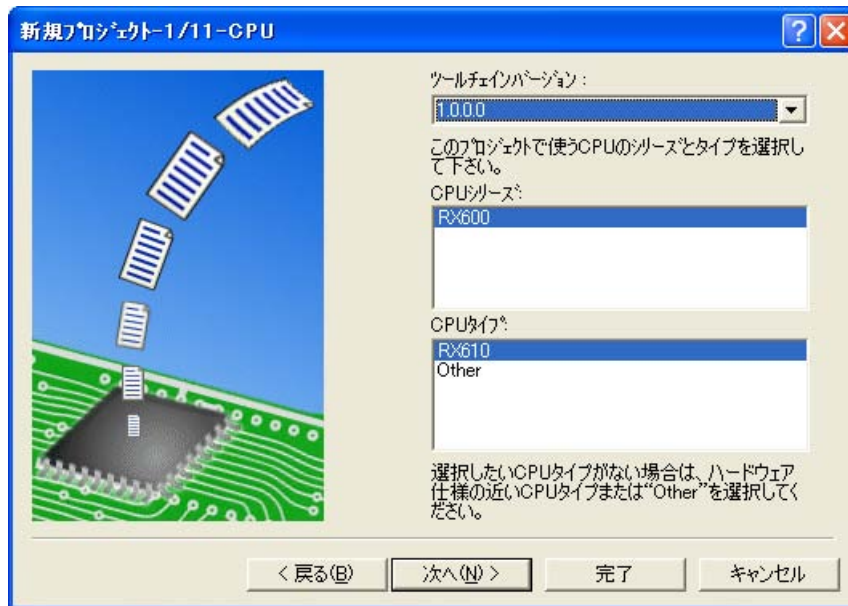 新規ﾌﾟﾛｼﾞｪｸﾄ-1/11-CPU
ﾂｰﾙﾁｪｲﾝﾊﾞｰｼﾞｮﾝ :
1.0.0.0
このﾌﾟﾛｼﾞｪｸﾄで使うCPUのｼﾘｰｽﾞとﾀｲﾌﾟを選択し
て下さい。
CPUｼﾘｰｽﾞ:
RX600
CPUﾀｲﾌﾟ:
RX610
Other
選択したいCPUタイプがない場合は、ハードウェア
仕様の近いCPUタイプまたは“Other”を選択してく
ださい。
< 戻る(B)
次へ(N) >
完了
キャンセル